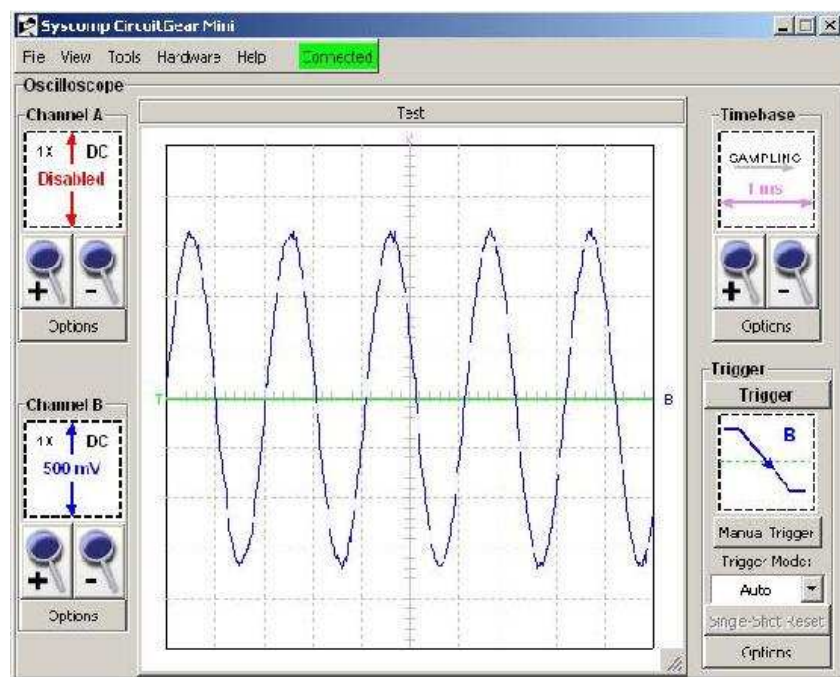 Syscomp CircuitGear Mini
File View Tools Hardware Help Connected
Oscilloscope
Channel A
1X DC
Disabled
+ -
Options
Channel B
1X DC
500 mV
+ -
Options
Test
X
T
B
Timebase
SAMPLING
1 ms
+ -
Options
Trigger
Trigger
B
Manual Trigger
Trigger Mode:
Auto
Single-Shot Reset
Options